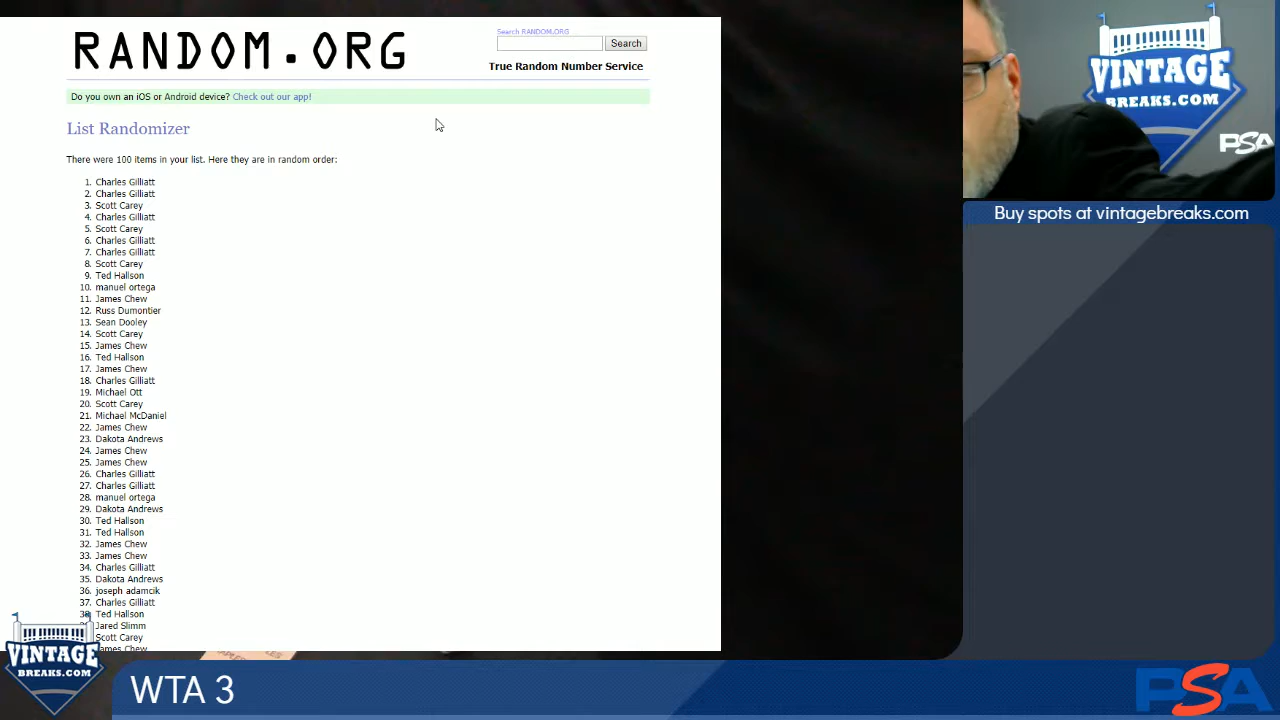 RANDOM.ORG
Search RANDOM.ORG
Search
True Random Number Service
Do you own an iOS or Android device? Check out our app!
List Randomizer
There were 100 items in your list. Here they are in random order:
1. Charles Gilliatt
2. Charles Gilliatt
3. Scott Carey
4. Charles Gilliatt
5. Scott Carey
6. Charles Gilliatt
7. Charles Gilliatt
8. Scott Carey
9. Ted Hallson
10. manuel ortega
11. James Chew
12. Russ Dumontier
13. Sean Dooley
14. Scott Carey
15. James Chew
16. Ted Hallson
17. James Chew
18. Charles Gilliatt
19. Michael Ott
20. Scott Carey
21. Michael McDaniel
22. James Chew
23. Dakota Andrews
24. James Chew
25. James Chew
26. Charles Gilliatt
27. Charles Gilliatt
28. manuel ortega
29. Dakota Andrews
30. Ted Hallson
31. Ted Hallson
32. James Chew
33. James Chew
34. Charles Gilliatt
35. Dakota Andrews
36. joseph adamcik
37. Charles Gilliatt
38. Ted Hallson
Jared Slimm
Scott Carey
James Chew
VINTAGE
BREAKS.COM
PSA
Buy spots at vintagebreaks.com
VINTAGE
BREAKS.COM
WTA 3
PSA